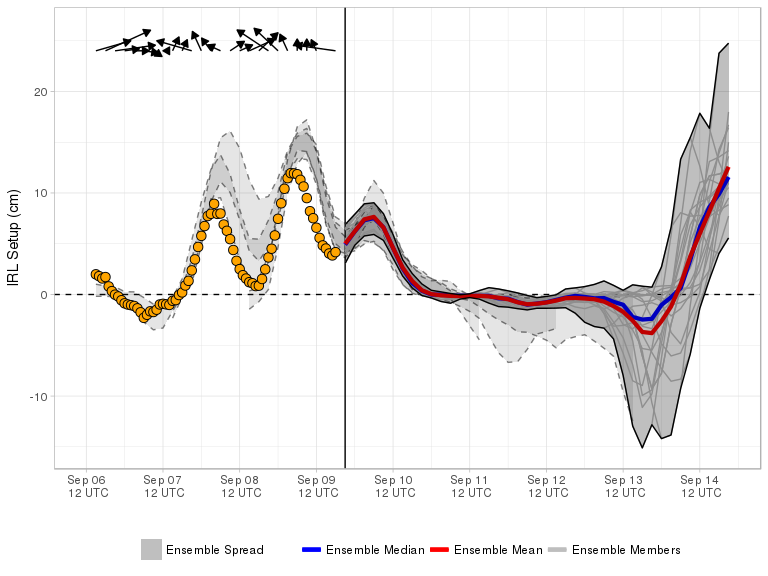 IRL Setup (cm)
20
10
0
-10
Sep 06 Sep 07 Sep 08 Sep 09 Sep 10 Sep 11 Sep 12 Sep 13 Sep 14
12 UTC 12 UTC 12 UTC 12 UTC 12 UTC 12 UTC 12 UTC 12 UTC 12 UTC
Ensemble Spread Ensemble Median Ensemble Mean Ensemble Members